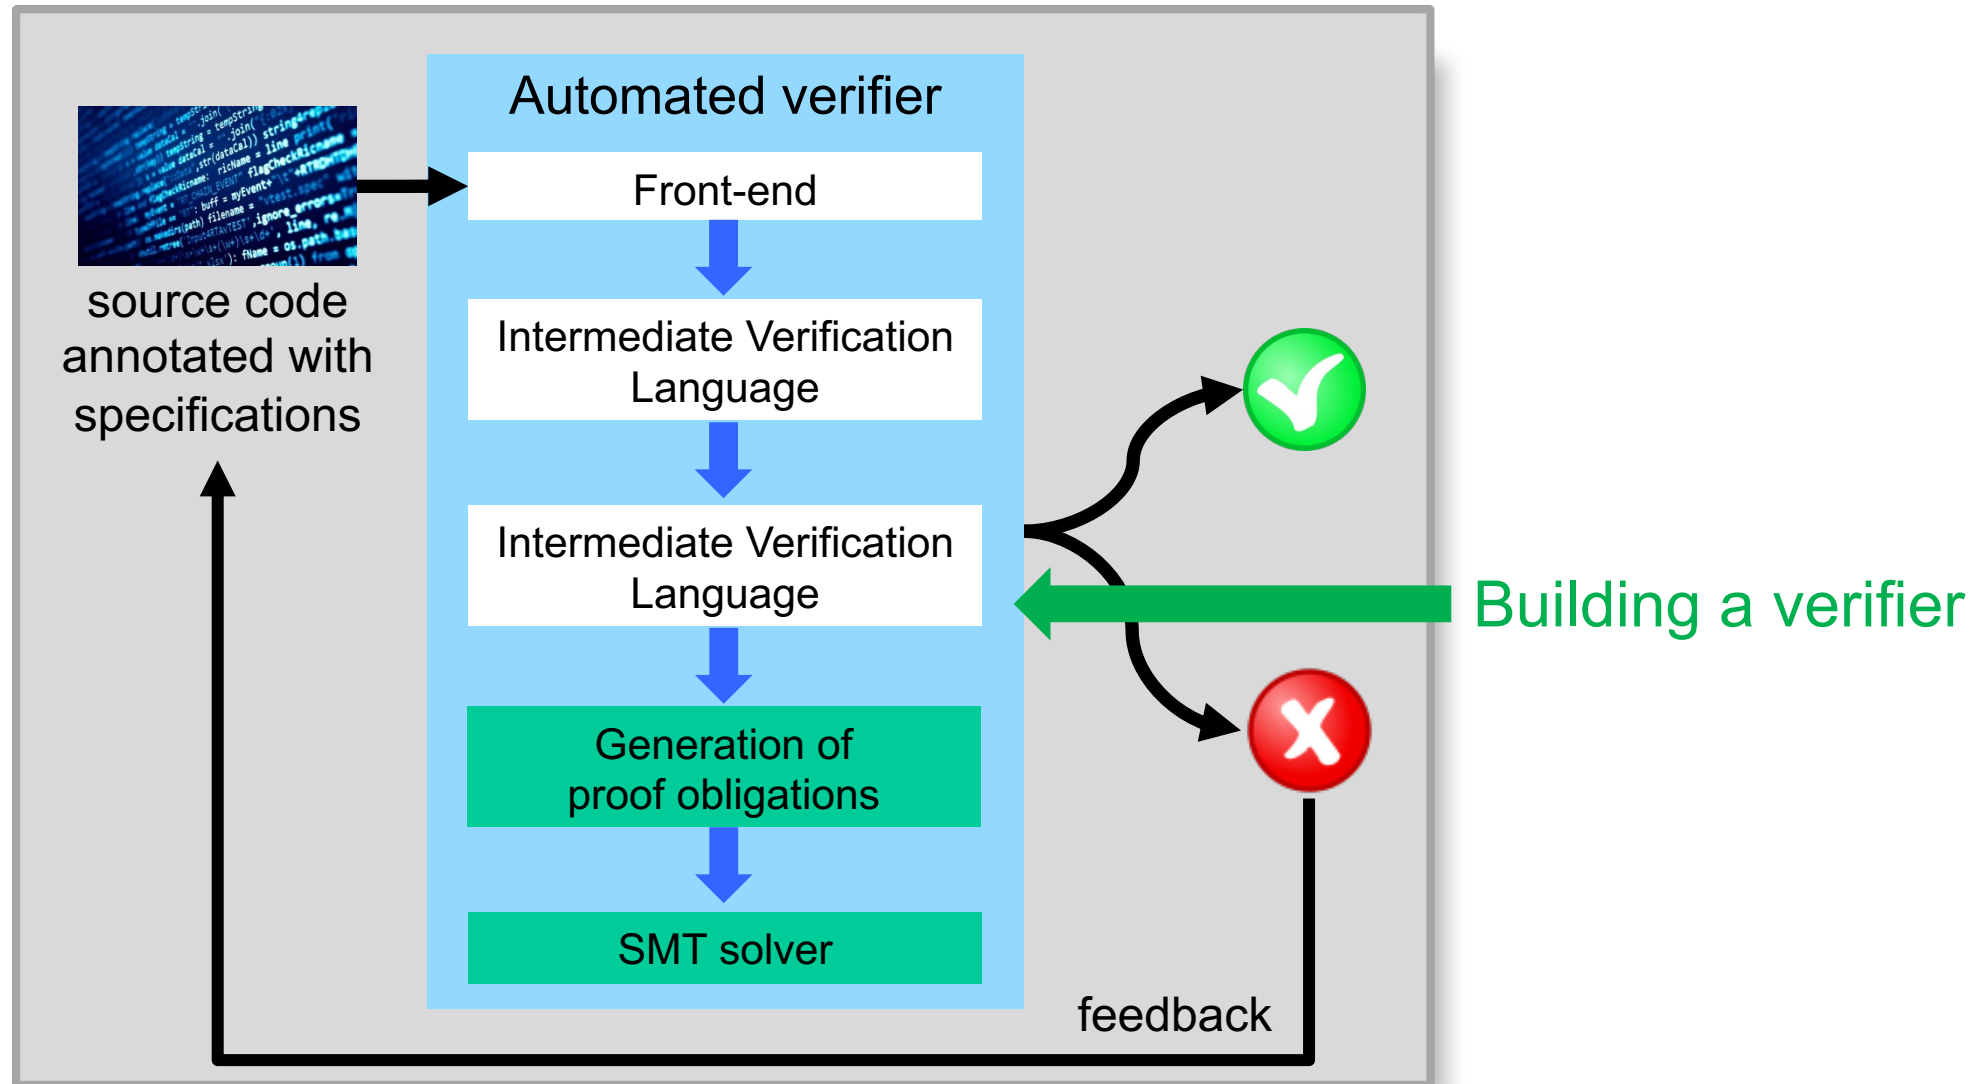 Automated verifier
Front-end
source code
annotated with
specifications
Intermediate Verification
Language
Intermediate Verification
Language
Building a verifier
Generation of
proof obligations
SMT solver
feedback